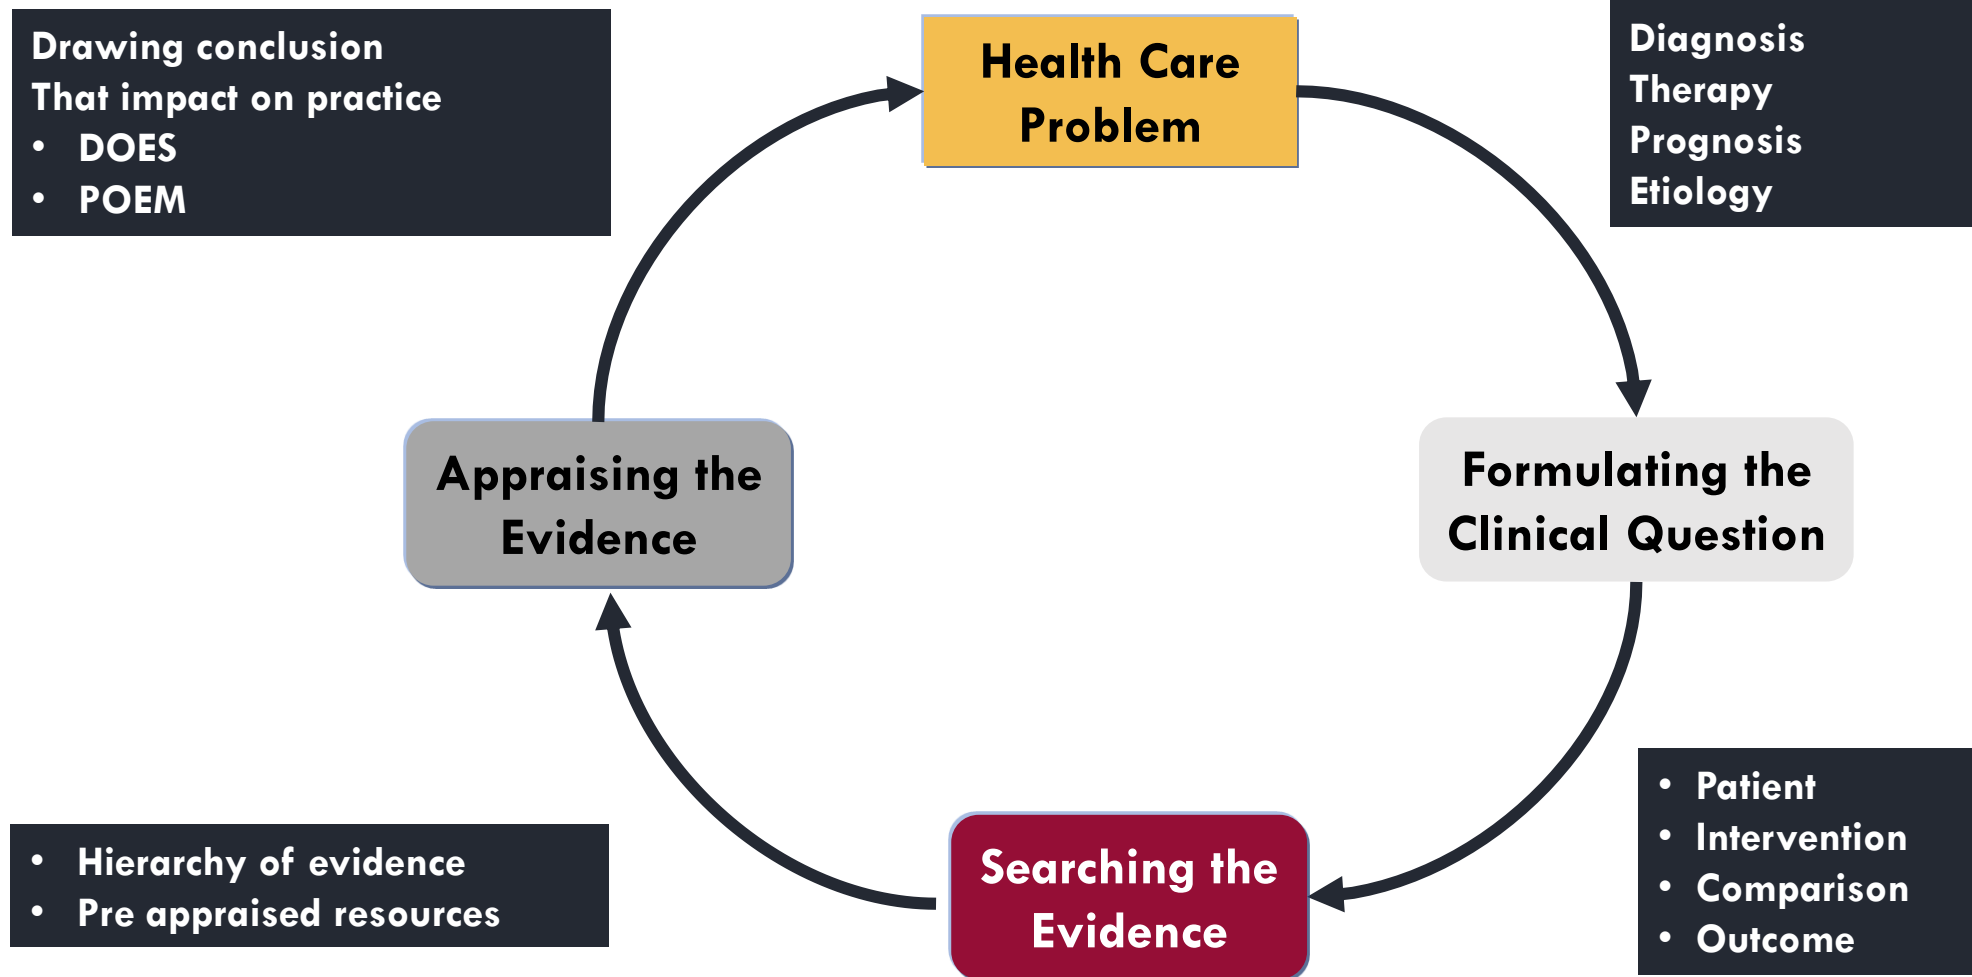 Drawing conclusion
That impact on practice
• DOES
• POEM
Health Care
Problem
Diagnosis
Therapy
Prognosis
Etiology
Appraising the
Evidence
Formulating the
Clinical Question
• Hierarchy of evidence
• Pre appraised resources
Searching the
Evidence
• Patient
• Intervention
• Comparison
• Outcome